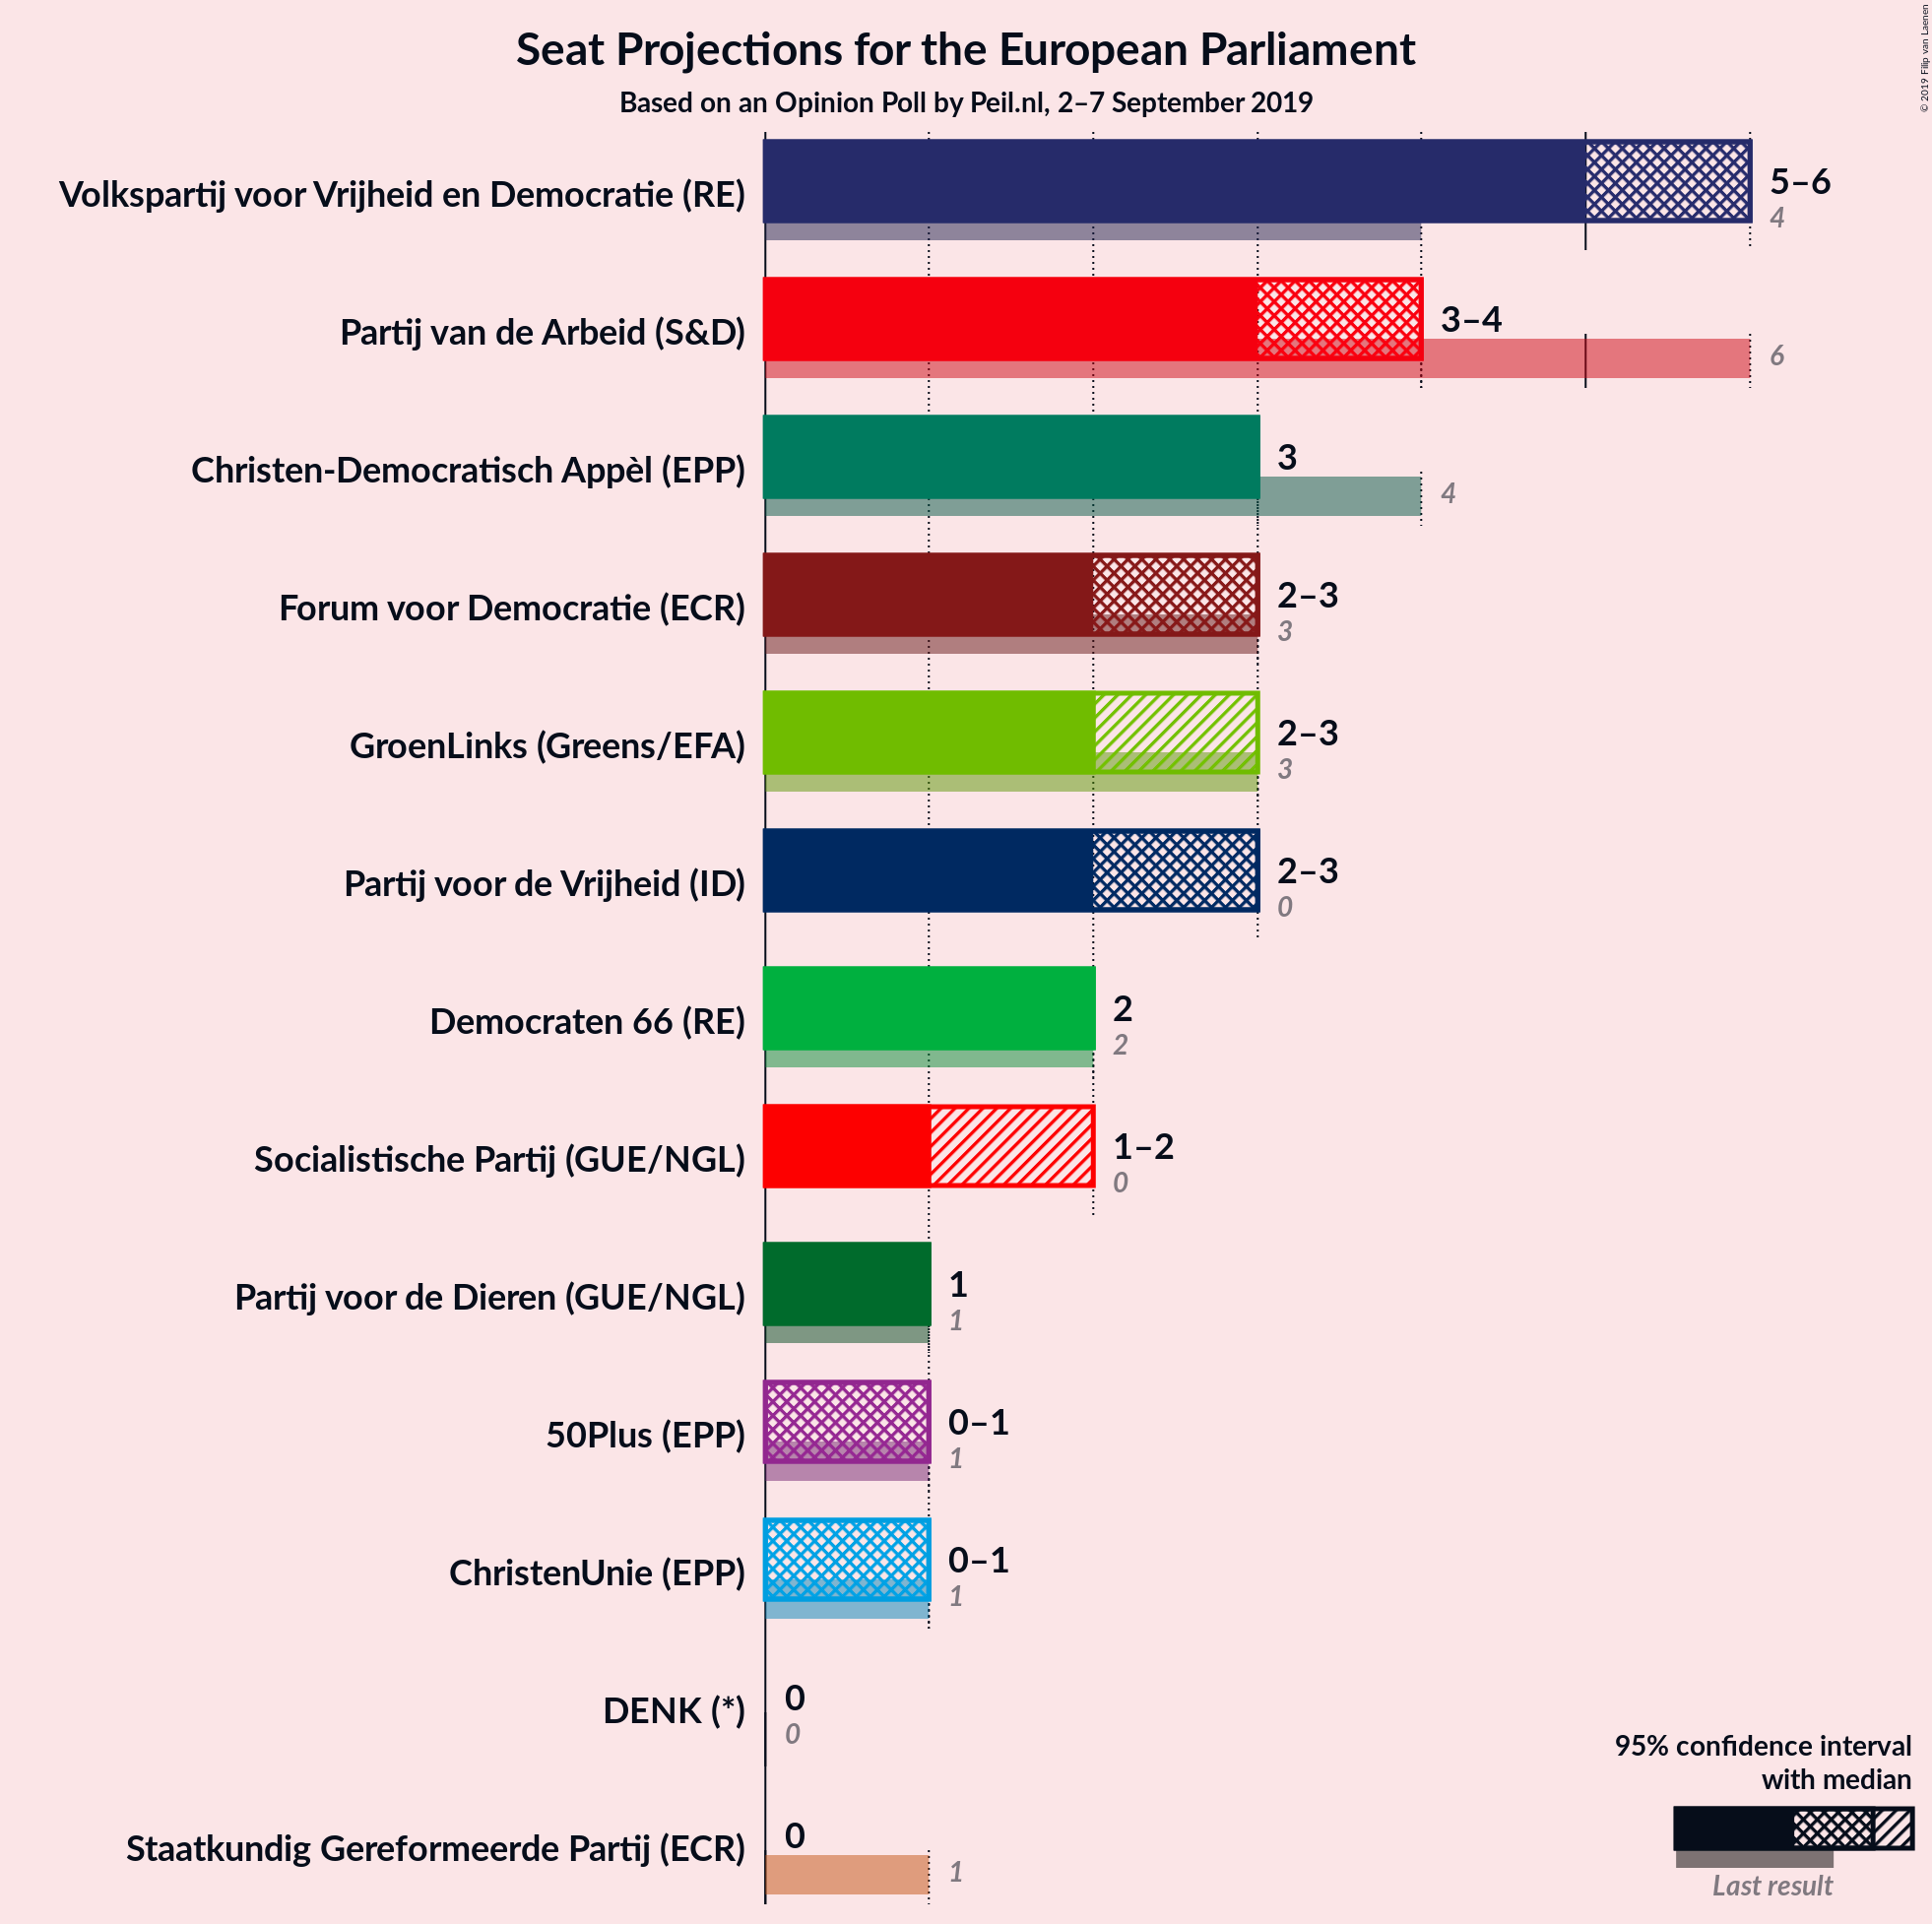 Seat Projections for the European Parliament
Based on an Opinion Poll by Peil.nl, 2–7 September 2019
© 2019 Filip van Laenen
Volkspartij voor Vrijheid en Democratie (RE)
5–6
4
Partij van de Arbeid (S&D)
3–4
6
Christen-Democratisch Appèl (EPP)
3
4
Forum voor Democratie (ECR)
2–3
3
GroenLinks (Greens/EFA)
2–3
3
Partij voor de Vrijheid (ID)
2–3
0
Democraten 66 (RE)
2
2
Socialistische Partij (GUE/NGL)
1–2
0
Partij voor de Dieren (GUE/NGL)
1
1
50Plus (EPP)
0–1
1
ChristenUnie (EPP)
0–1
1
DENK (*)
0
0
Staatkundig Gereformeerde Partij (ECR)
0
1
95% confidence interval
with median
Last result